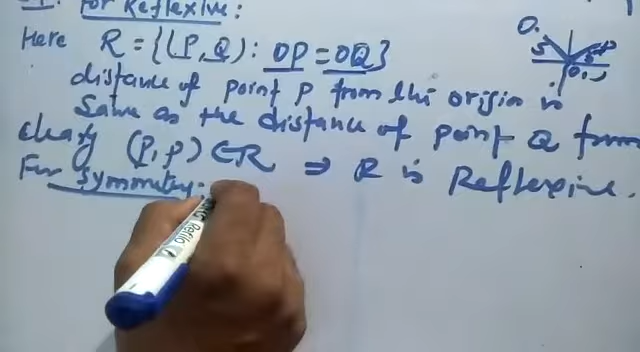 For Reflexive:
Here R = {(P, Q): OP = OQ}
distance of point P from the origin is
Same as the distance of point Q from
clearly (P, P) ∈ R ⇒ R is Reflexive.
For Symmetry:
Reflo